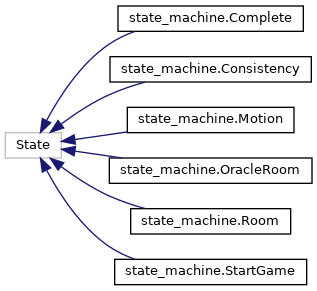 state_machine.Complete
state_machine.Consistency
state_machine.Motion
State
state_machine.OracleRoom
state_machine.Room
state_machine.StartGame